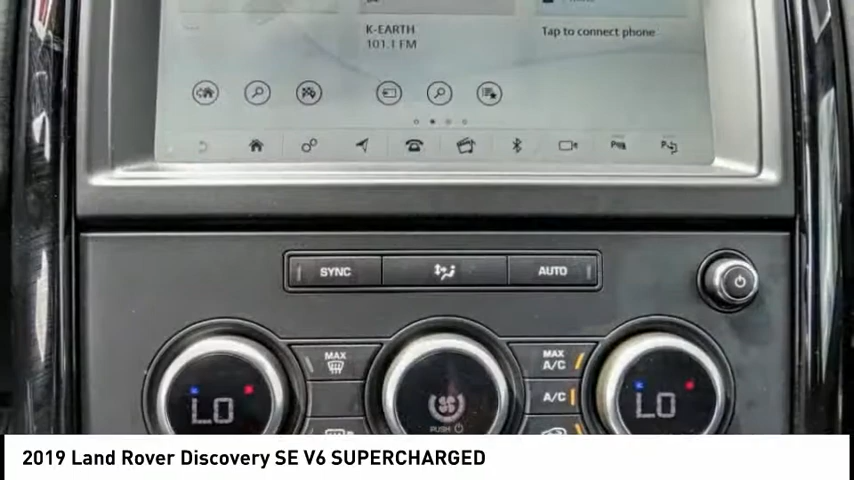 K-EARTH
101.1 FM
Tap to connect phone
SYNC
AUTO
MAX
MAX
A/C
A/C
LO
LO
PUSH
2019 Land Rover Discovery SE V6 SUPERCHARGED